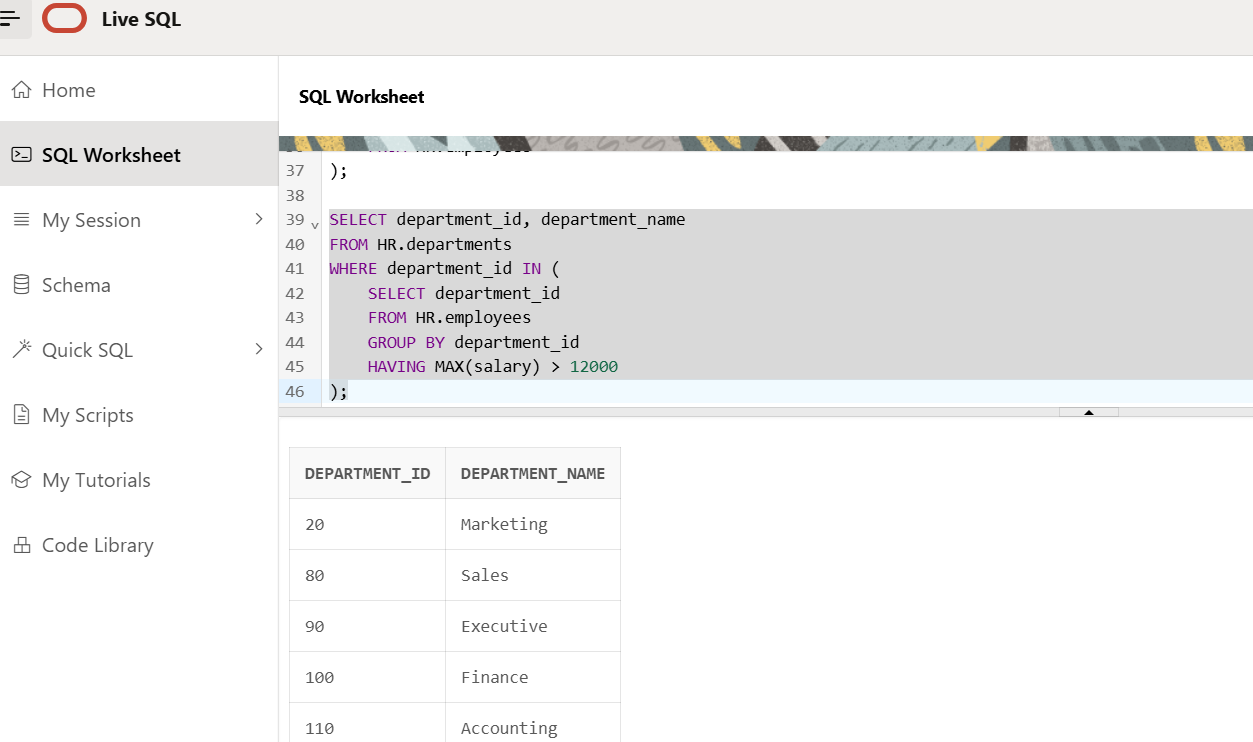 Live SQL
Home
SQL Worksheet
My Session
Schema
Quick SQL
My Scripts
My Tutorials
Code Library
SQL Worksheet
37 );
38
39 SELECT department_id, department_name
40 FROM HR.departments
41 WHERE department_id IN (
42 SELECT department_id
43 FROM HR.employees
44 GROUP BY department_id
45 HAVING MAX(salary) > 12000
46 );
DEPARTMENT_ID DEPARTMENT_NAME
20 Marketing
80 Sales
90 Executive
100 Finance
110 Accounting